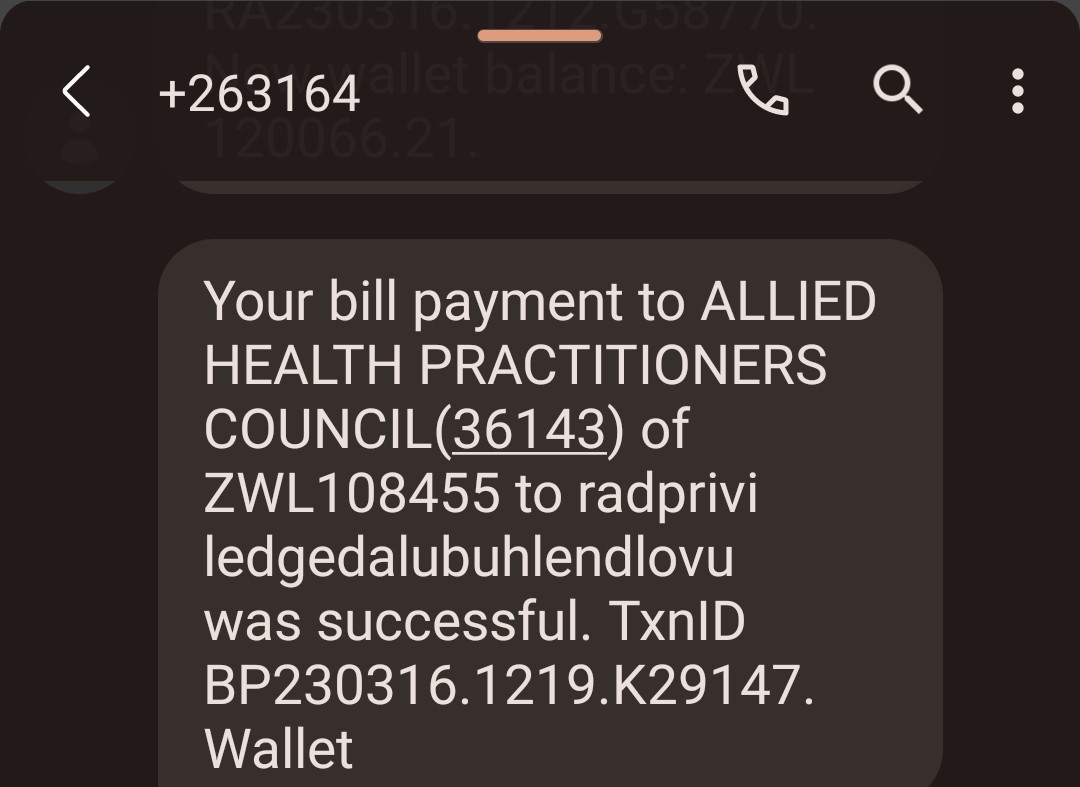 RA230316.1212.G58770.
New wallet balance: ZWL
+263164
120066.21.
Your bill payment to ALLIED
HEALTH PRACTITIONERS
COUNCIL(36143) of
ZWL108455 to radprivi
ledgedalubuhlendlovu
was successful. TxnID
BP230316.1219.K29147.
Wallet